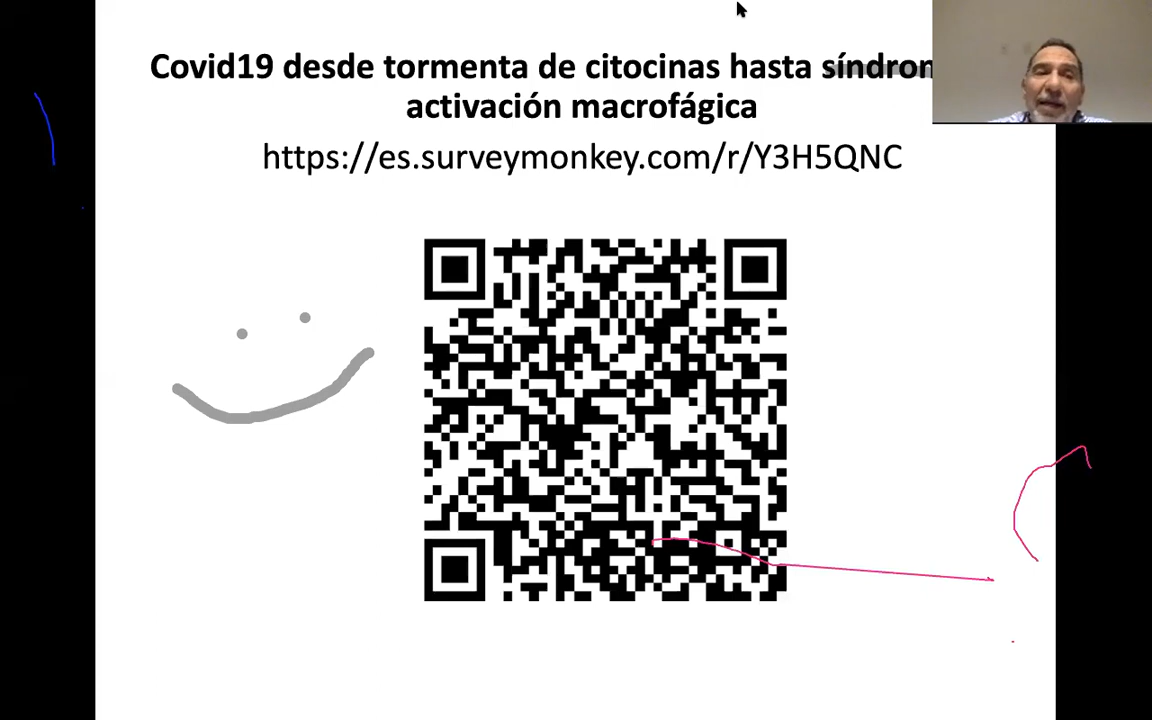 Covid19 desde tormenta de citocinas hasta síndrom
activación macrofágica
https://es.surveymonkey.com/r/Y3H5QNC